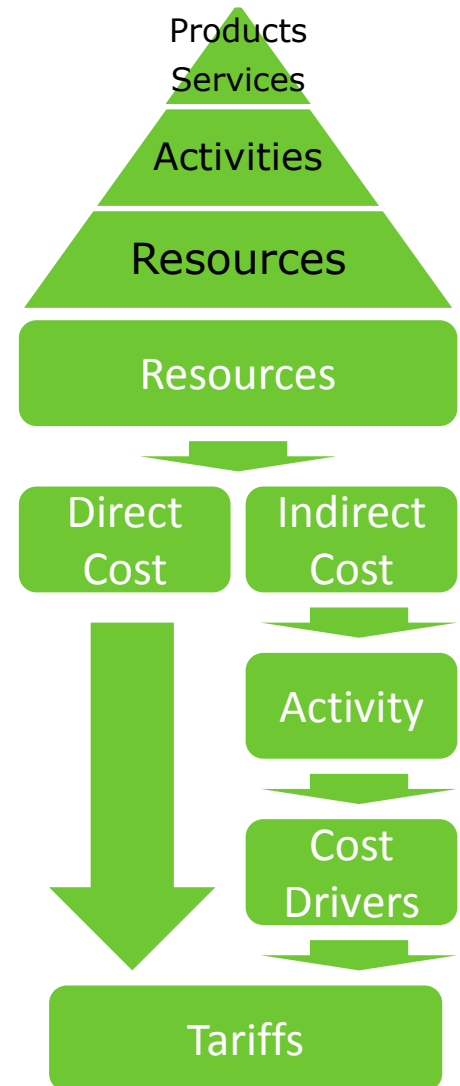 Products
Services
Activities
Resources
Resources
Direct
Cost
Indirect
Cost
Activity
Cost
Drivers
Tariffs